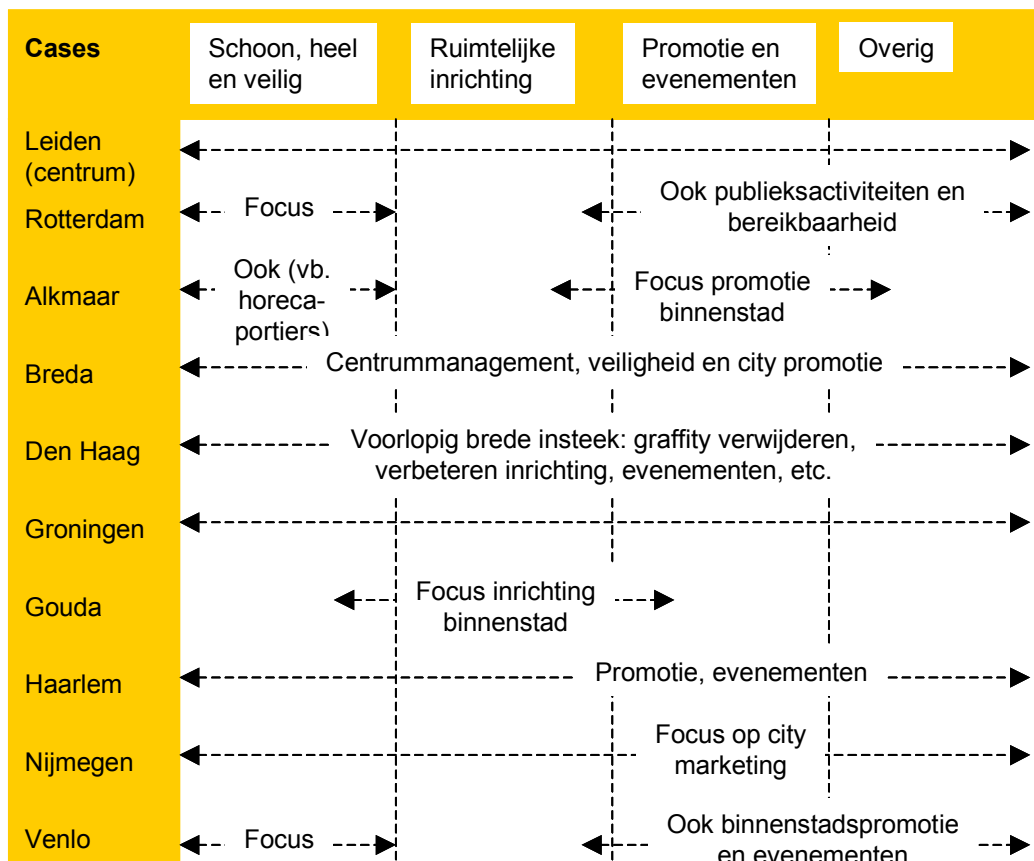 Cases
Schoon, heel
en veilig
Ruimtelijke
inrichting
Promotie en
evenementen
Overig
Leiden
(centrum)
Rotterdam
Focus
Ook publieksactiviteiten en
bereikbaarheid
Alkmaar
Ook (vb.
horeca-
portiers)
Focus promotie
binnenstad
Breda
Centrummanagement, veiligheid en city promotie
Den Haag
Voorlopig brede insteek: graffity verwijderen,
verbeteren inrichting, evenementen, etc.
Groningen
Gouda
Focus inrichting
binnenstad
Haarlem
Promotie, evenementen
Nijmegen
Focus op city
marketing
Venlo
Focus
Ook binnenstadspromotie
en evenementen